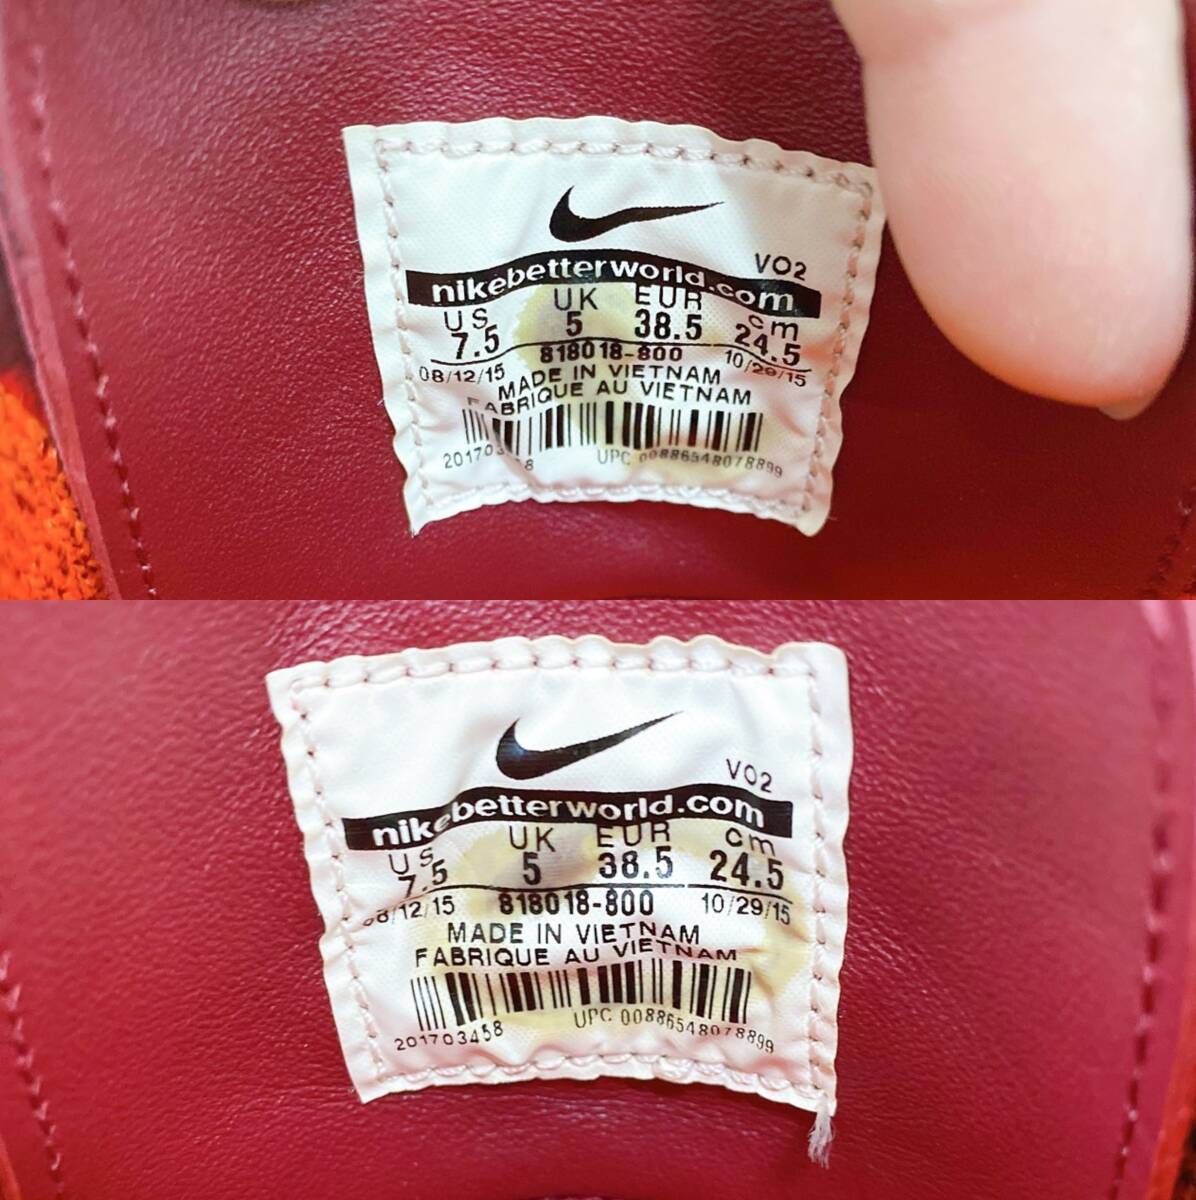 VO2
nikebetterworld.com
US UK EUR cm
7.5 5 38.5 24.5
08/12/15 818018-800 10/29/15
MADE IN VIETNAM
FABRIQUE AU VIETNAM
UPC 00886548078899
VO2
nikebetterworld.com
US UK EUR cm
7.5 5 38.5 24.5
08/12/15 818018-800 10/29/15
MADE IN VIETNAM
FABRIQUE AU VIETNAM
201703458 UPC 00886548078899